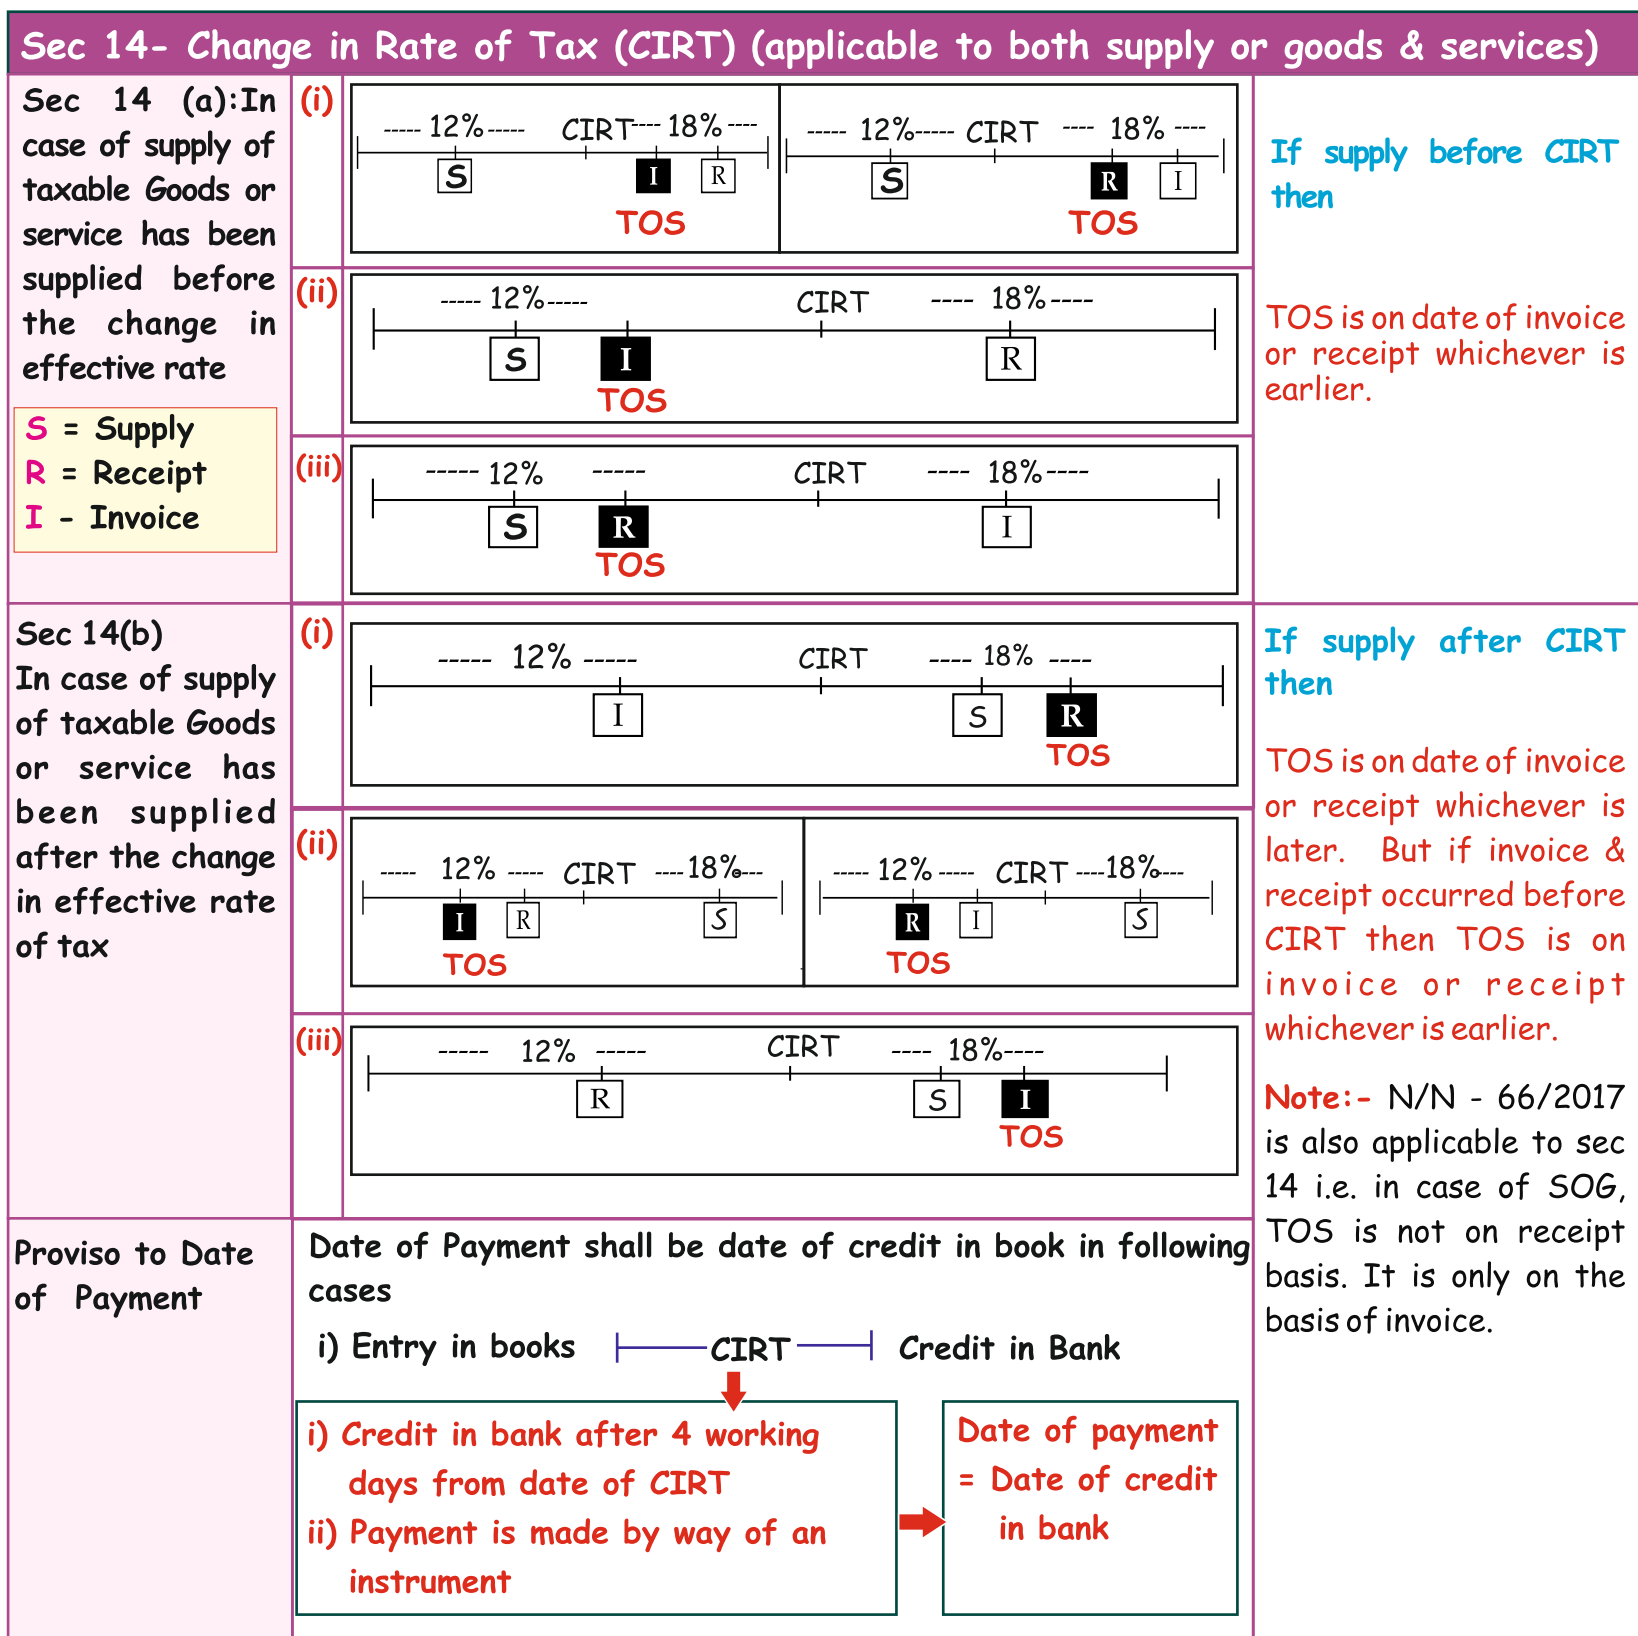 Sec 14- Change in Rate of Tax (CIRT) (applicable to both supply or goods & services)
Sec 14 (a):In
case of supply of
taxable Goods or
service has been
supplied before
the change in
effective rate
S = Supply
R = Receipt
I - Invoice
(i)
----- 12%----- CIRT---- 18% ----
S I R
TOS
----- 12%----- CIRT ---- 18% ----
S R I
TOS
(ii)
----- 12%----- CIRT ---- 18%----
S I R
TOS
(iii)
----- 12% ----- CIRT ---- 18%----
S R I
TOS
If supply before CIRT
then
TOS is on date of invoice
or receipt whichever is
earlier.
Sec 14(b)
In case of supply
of taxable Goods
or service has
been supplied
after the change
in effective rate
of tax
(i)
----- 12% ----- CIRT ---- 18% ----
I S R
TOS
(ii)
----- 12% ----- CIRT ----18%----
I R S
TOS
----- 12% ----- CIRT ----18%----
R I S
TOS
(iii)
----- 12% ----- CIRT ---- 18%----
R S I
TOS
If supply after CIRT
then
TOS is on date of invoice
or receipt whichever is
later. But if invoice &
receipt occurred before
CIRT then TOS is on
invoice or receipt
whichever is earlier.
Note:- N/N - 66/2017
is also applicable to sec
14 i.e. in case of SOG,
TOS is not on receipt
basis. It is only on the
basis of invoice.
Proviso to Date
of Payment
Date of Payment shall be date of credit in book in following
cases
i) Entry in books CIRT Credit in Bank
i) Credit in bank after 4 working
days from date of CIRT
ii) Payment is made by way of an
instrument
Date of payment
= Date of credit
in bank